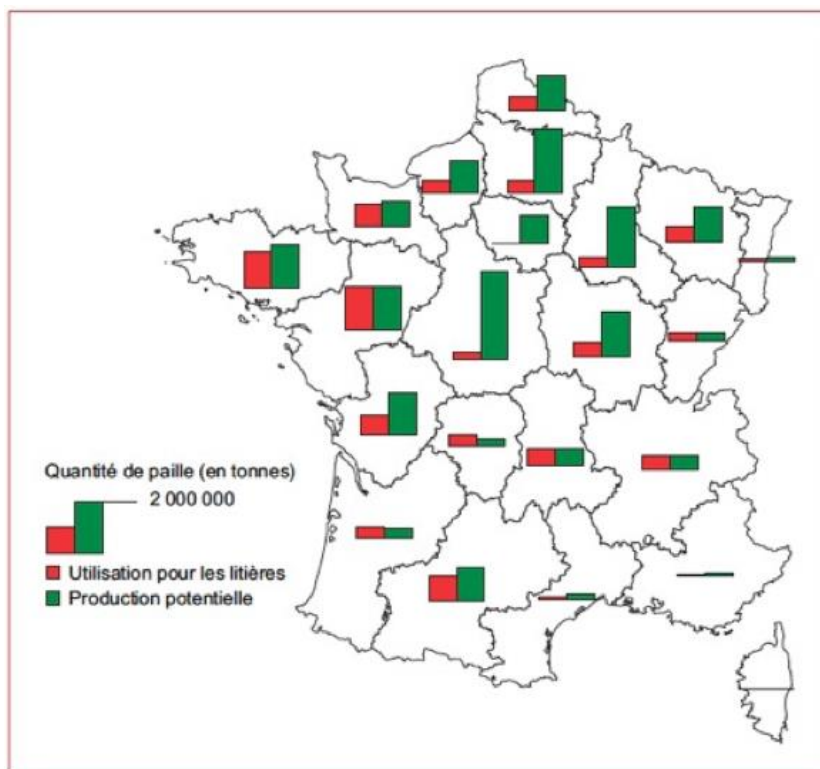 Quantité de paille (en tonnes)
2 000 000
Utilisation pour les litières
Production potentielle